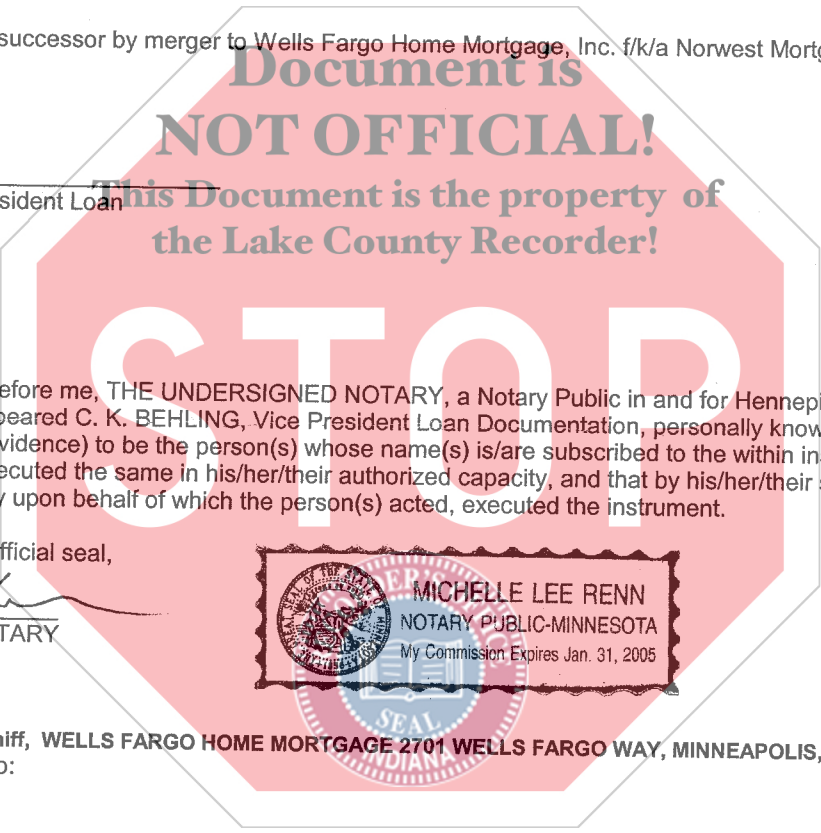 successor by merger to Wells Fargo Home Mortgage, Inc. f/k/a Norwest Mortg
Document is
NOT OFFICIAL!
This Document is the property of
the Lake County Recorder!
sident Loan
STOP
efore me, THE UNDERSIGNED NOTARY, a Notary Public in and for Hennepi
peared C. K. BEHLING, Vice President Loan Documentation, personally know
vidence) to be the person(s) whose name(s) is/are subscribed to the within in
ecuted the same in his/her/their authorized capacity, and that by his/her/their s
y upon behalf of which the person(s) acted, executed the instrument.
fficial seal,
MICHELLE LEE RENN
NOTARY PUBLIC-MINNESOTA
My Commission Expires Jan. 31, 2005
TARY
SEAL
INDIANA
niff, WELLS FARGO HOME MORTGAGE 2701 WELLS FARGO WAY, MINNEAPOLIS,
o: